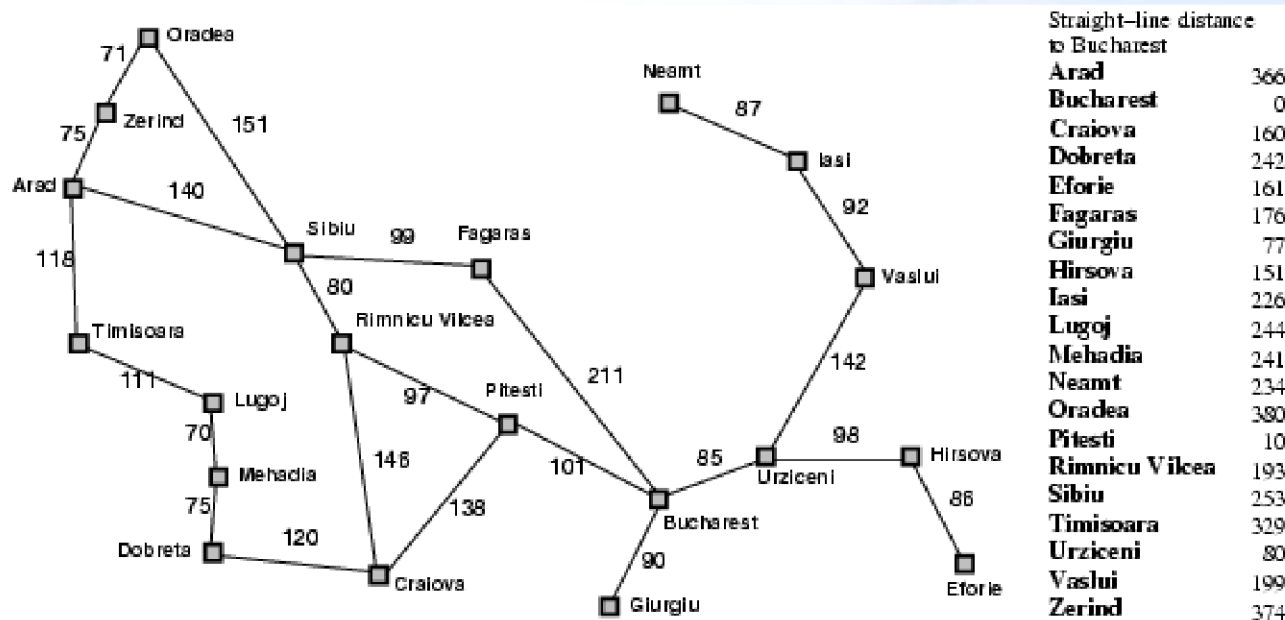 Oradea
71
Neamt
87
Zerind
151
75
Iasi
Arad
140
92
Sibiu
99
Fagaras
118
80
Vaslui
Rimnicu Vilcea
Timisoara
142
111
211
Lugoj
97
Pitesti
70
98
Hirsova
146
85
Mehadia
101
Urziceni
75
138
86
Bucharest
Dobreta
120
90
Craiova
Eforie
Giurgiu
Straight–line distance
to Bucharest
Arad 366
Bucharest 0
Craiova 160
Dobreta 242
Eforie 161
Fagaras 176
Giurgiu 77
Hirsova 151
Iasi 226
Lugoj 244
Mehadia 241
Neamt 234
Oradea 380
Pitesti 10
Rimnicu Vilcea 193
Sibiu 253
Timisoara 329
Urziceni 80
Vaslui 199
Zerind 374